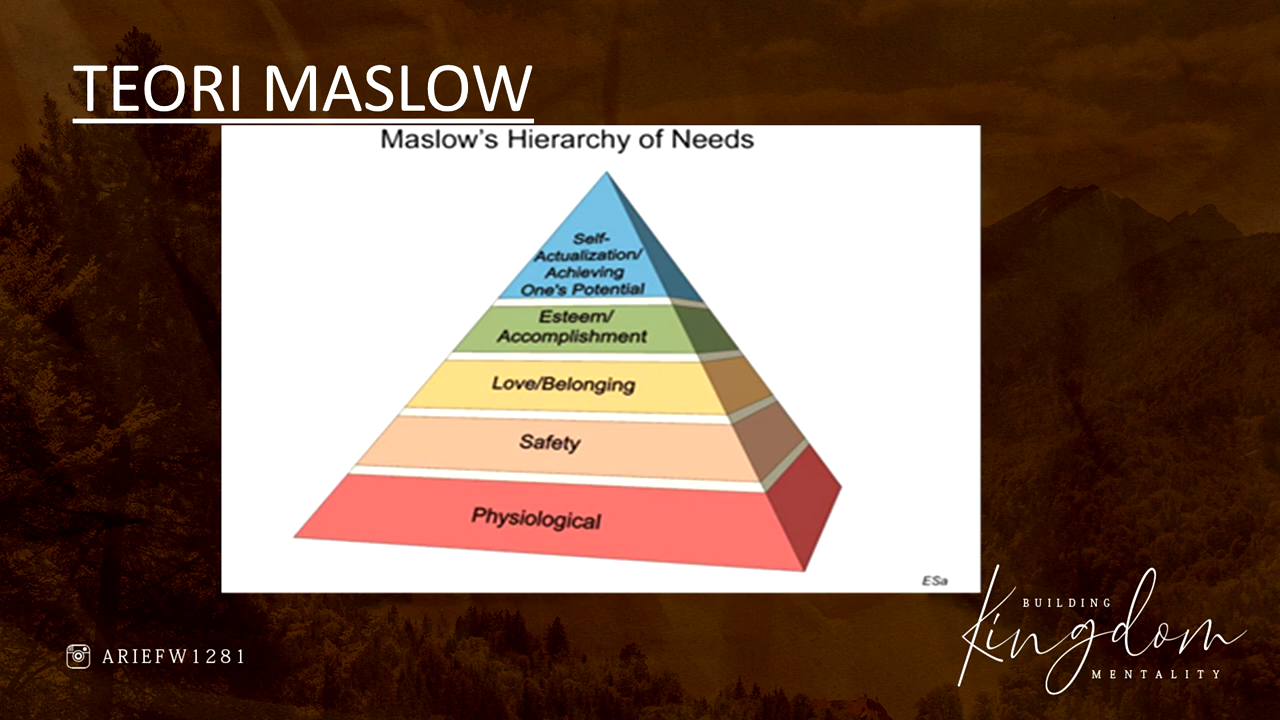 TEORI MASLOW
Maslow's Hierarchy of Needs
Self-
Actualization/
Achieving
One's Potential
Esteem/
Accomplishment
Love/Belonging
Safety
Physiological
ESa
BUILDING
Kingdom
MENTALITY
ARIEFW1281